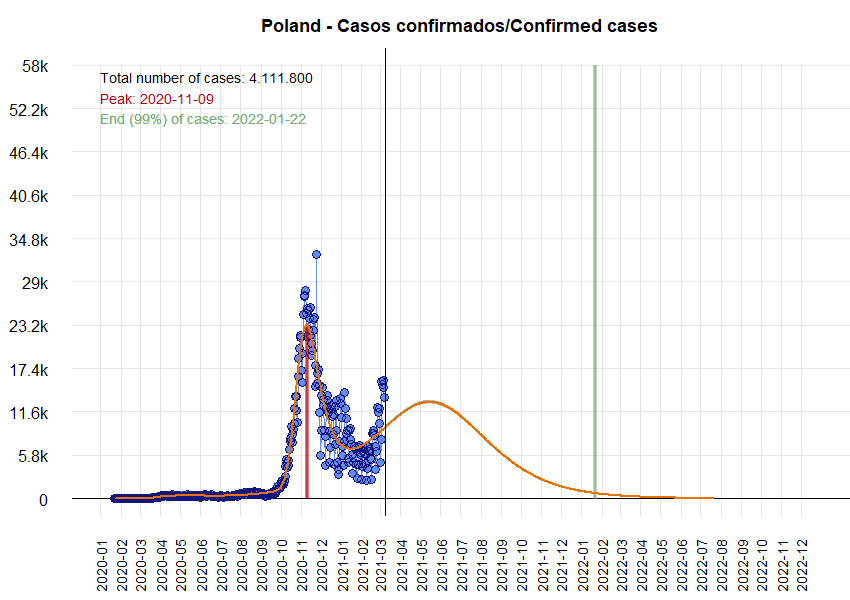 Poland - Casos confirmados/Confirmed cases
58k
Total number of cases: 4.111.800
Peak: 2020-11-09
End (99%) of cases: 2022-01-22
52.2k
46.4k
40.6k
34.8k
29k
23.2k
17.4k
11.6k
5.8k
0
2020-01
2020-02
2020-03
2020-04
2020-05
2020-06
2020-07
2020-08
2020-09
2020-10
2020-11
2020-12
2021-01
2021-02
2021-03
2021-04
2021-05
2021-06
2021-07
2021-08
2021-09
2021-10
2021-11
2021-12
2022-01
2022-02
2022-03
2022-04
2022-05
2022-06
2022-07
2022-08
2022-09
2022-10
2022-11
2022-12